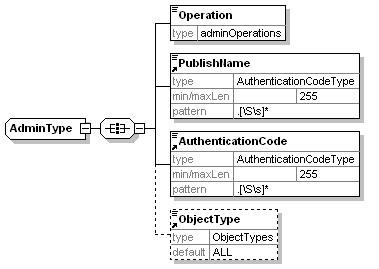 Operation
type adminOperations
PublishName
type AuthenticationCodeType
min/maxLen 255
pattern .[\S\s]*
AdminType
AuthenticationCode
type AuthenticationCodeType
min/maxLen 255
pattern .[\S\s]*
ObjectType
type ObjectTypes
default ALL